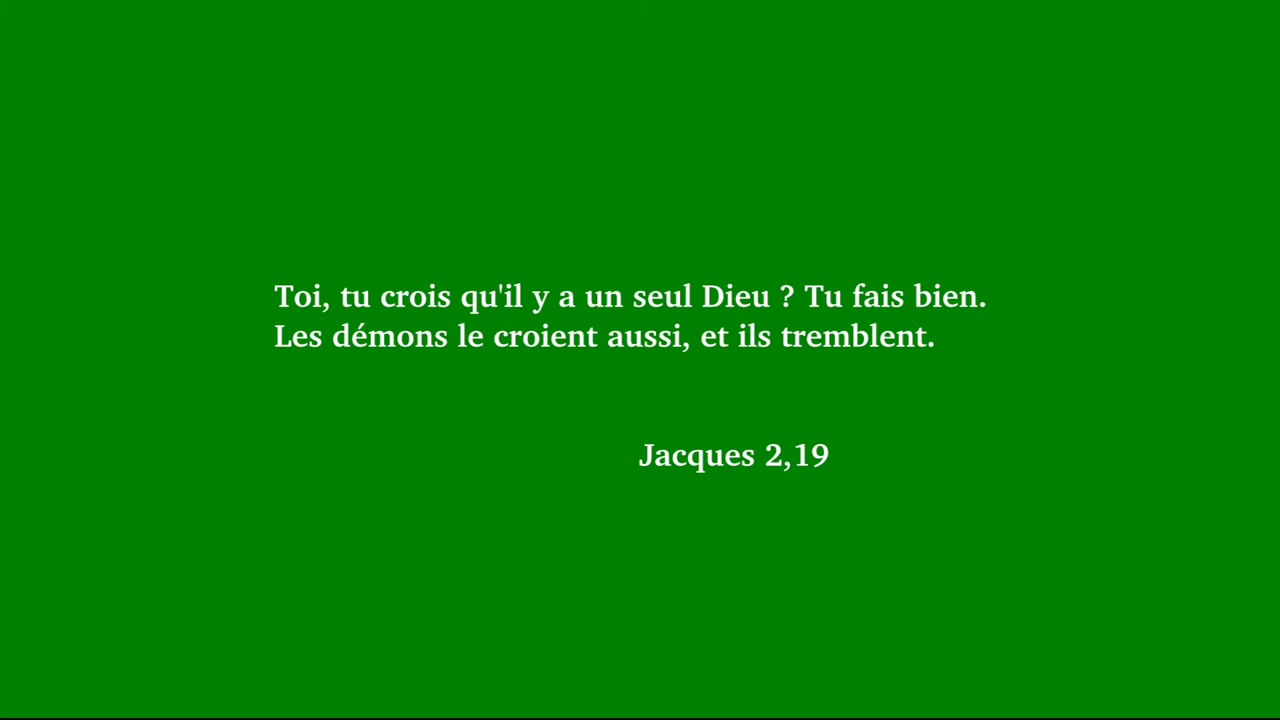 Toi, tu crois qu'il y a un seul Dieu ? Tu fais bien.
Les démons le croient aussi, et ils tremblent.
Jacques 2,19